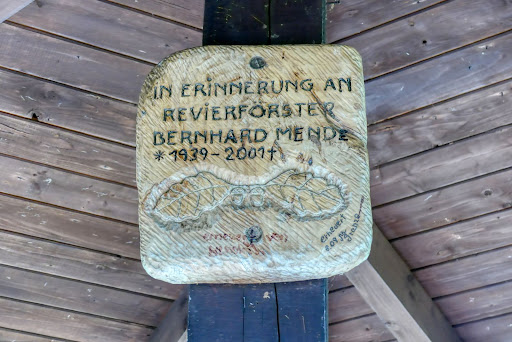 IN ERINNERUNG AN
REVIERFÖRSTER
BERNHARD MENDE
* 1939 - 2001 †